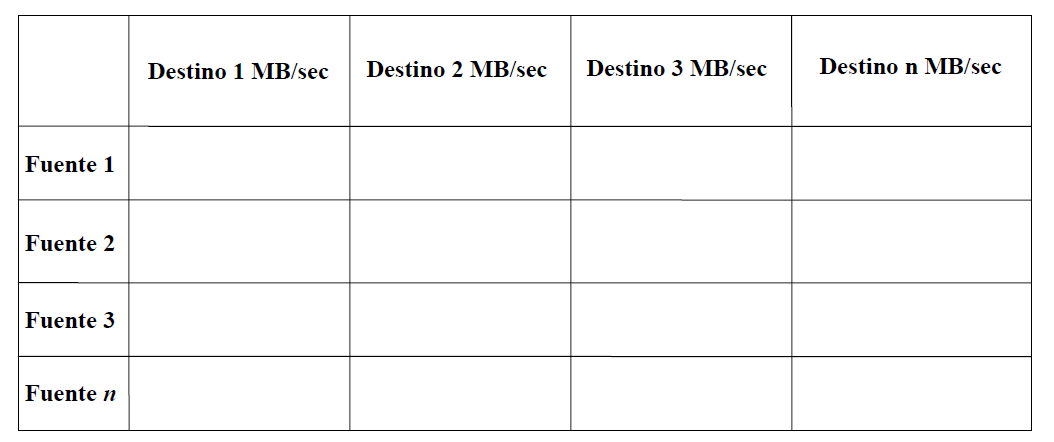 Destino 1 MB/sec
Destino 2 MB/sec
Destino 3 MB/sec
Destino n MB/sec
Fuente 1
Fuente 2
Fuente 3
Fuente n